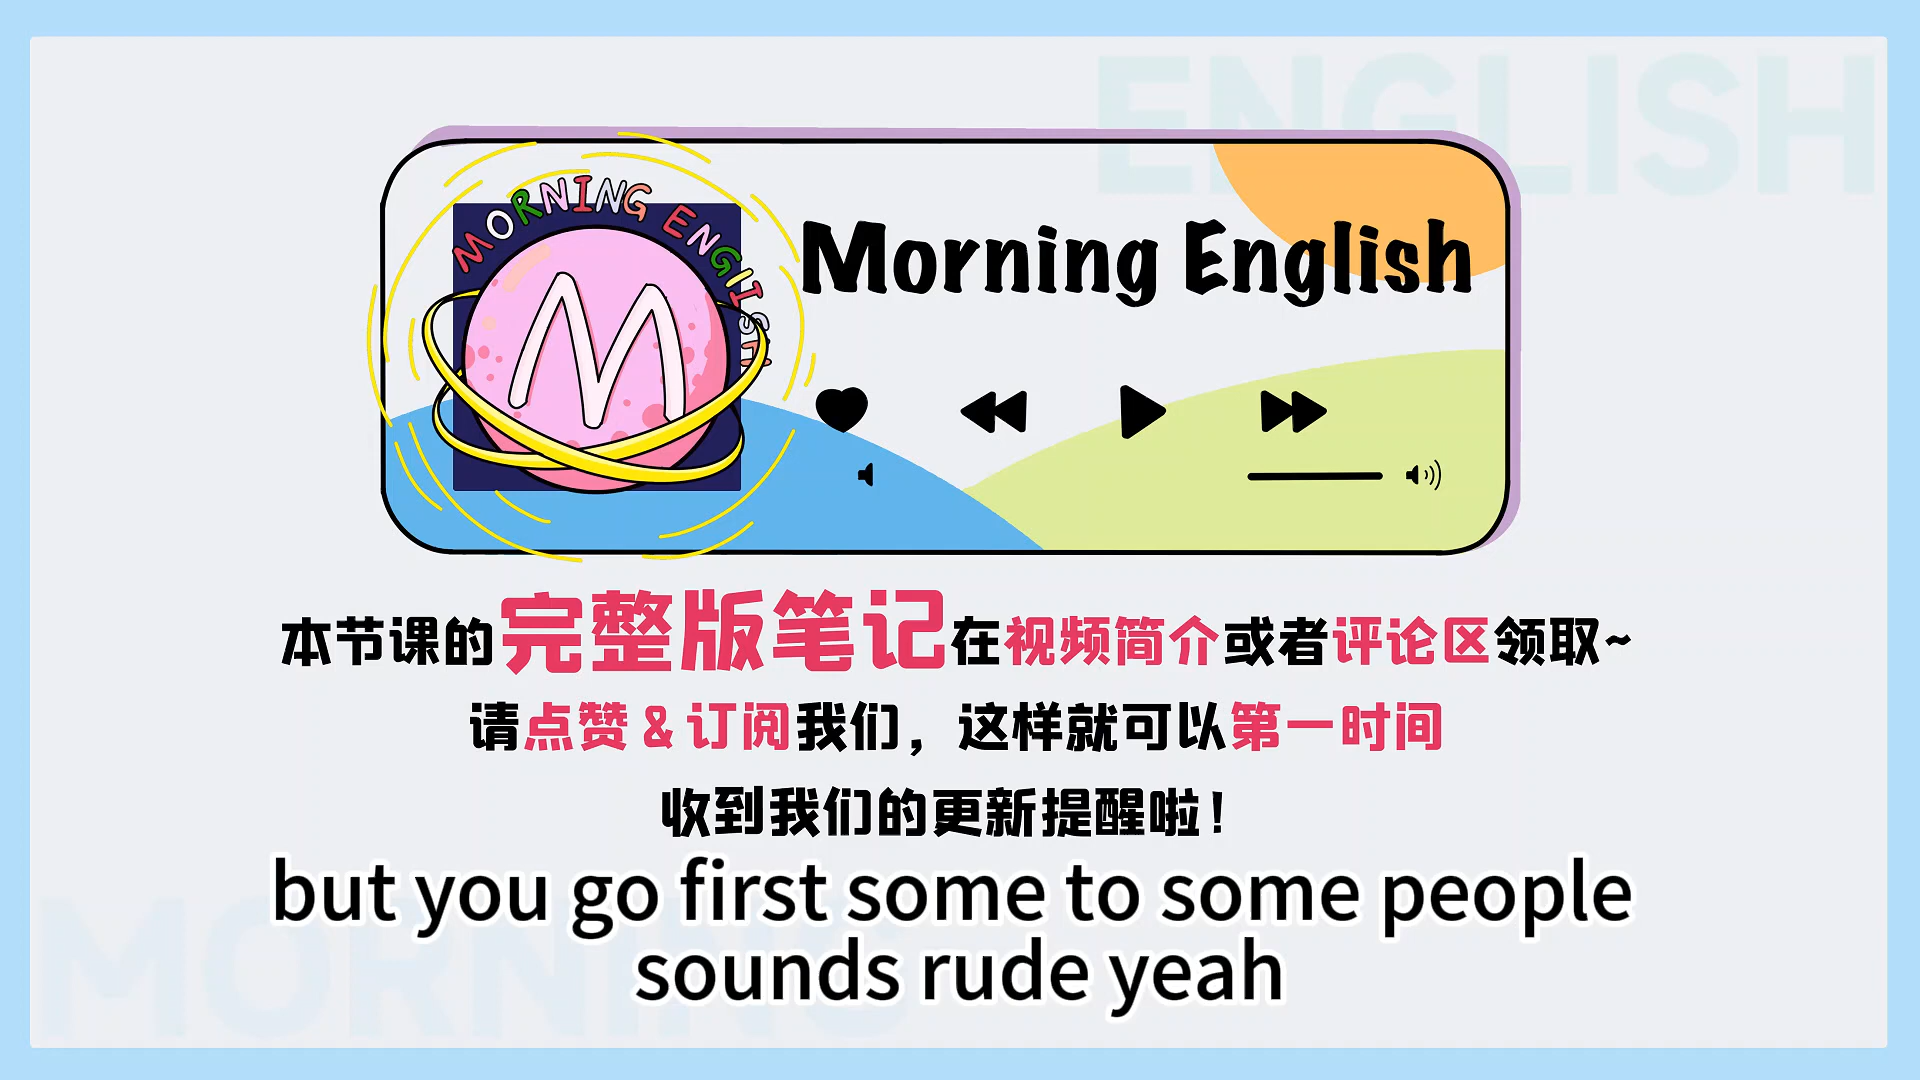 ENGLISH
MORNING ENGLISH
M
Morning English
本节课的完整版笔记在视频简介或者评论区领取~
请点赞&订阅我们，这样就可以第一时间
收到我们的更新提醒啦！
but you go first some to some people
sounds rude yeah
MORNING